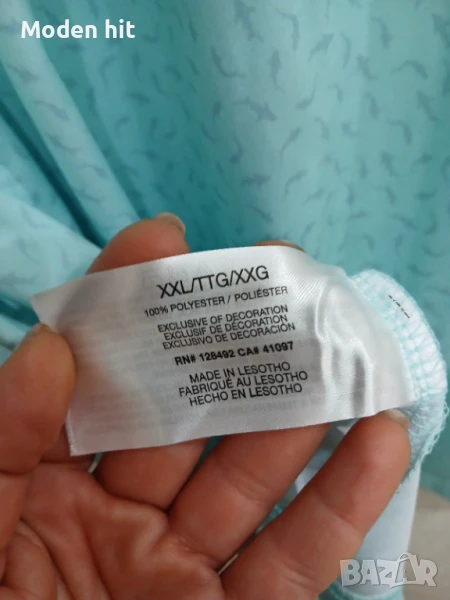 Moden hit
XXL/TTG/XXG
100% POLYESTER / POLIÉSTER
EXCLUSIVE OF DECORATION
EXCLUSIF DE DÉCORATION
EXCLUSIVO DE DECORACIÓN
RN# 128492 CA# 41097
MADE IN LESOTHO
FABRIQUÉ AU LESOTHO
HECHO EN LESOTHO
BAZAR